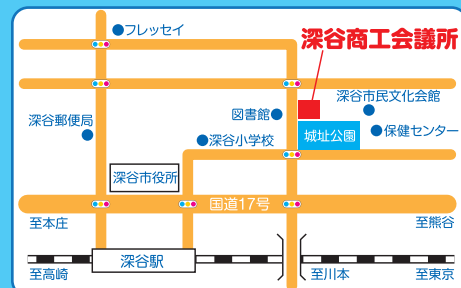 フレッセイ
深谷商工会議所
深谷市民文化会館
図書館
深谷郵便局
城址公園
保健センター
深谷小学校
深谷市役所
国道17号
至本庄
至熊谷
深谷駅
至高崎
至川本
至東京